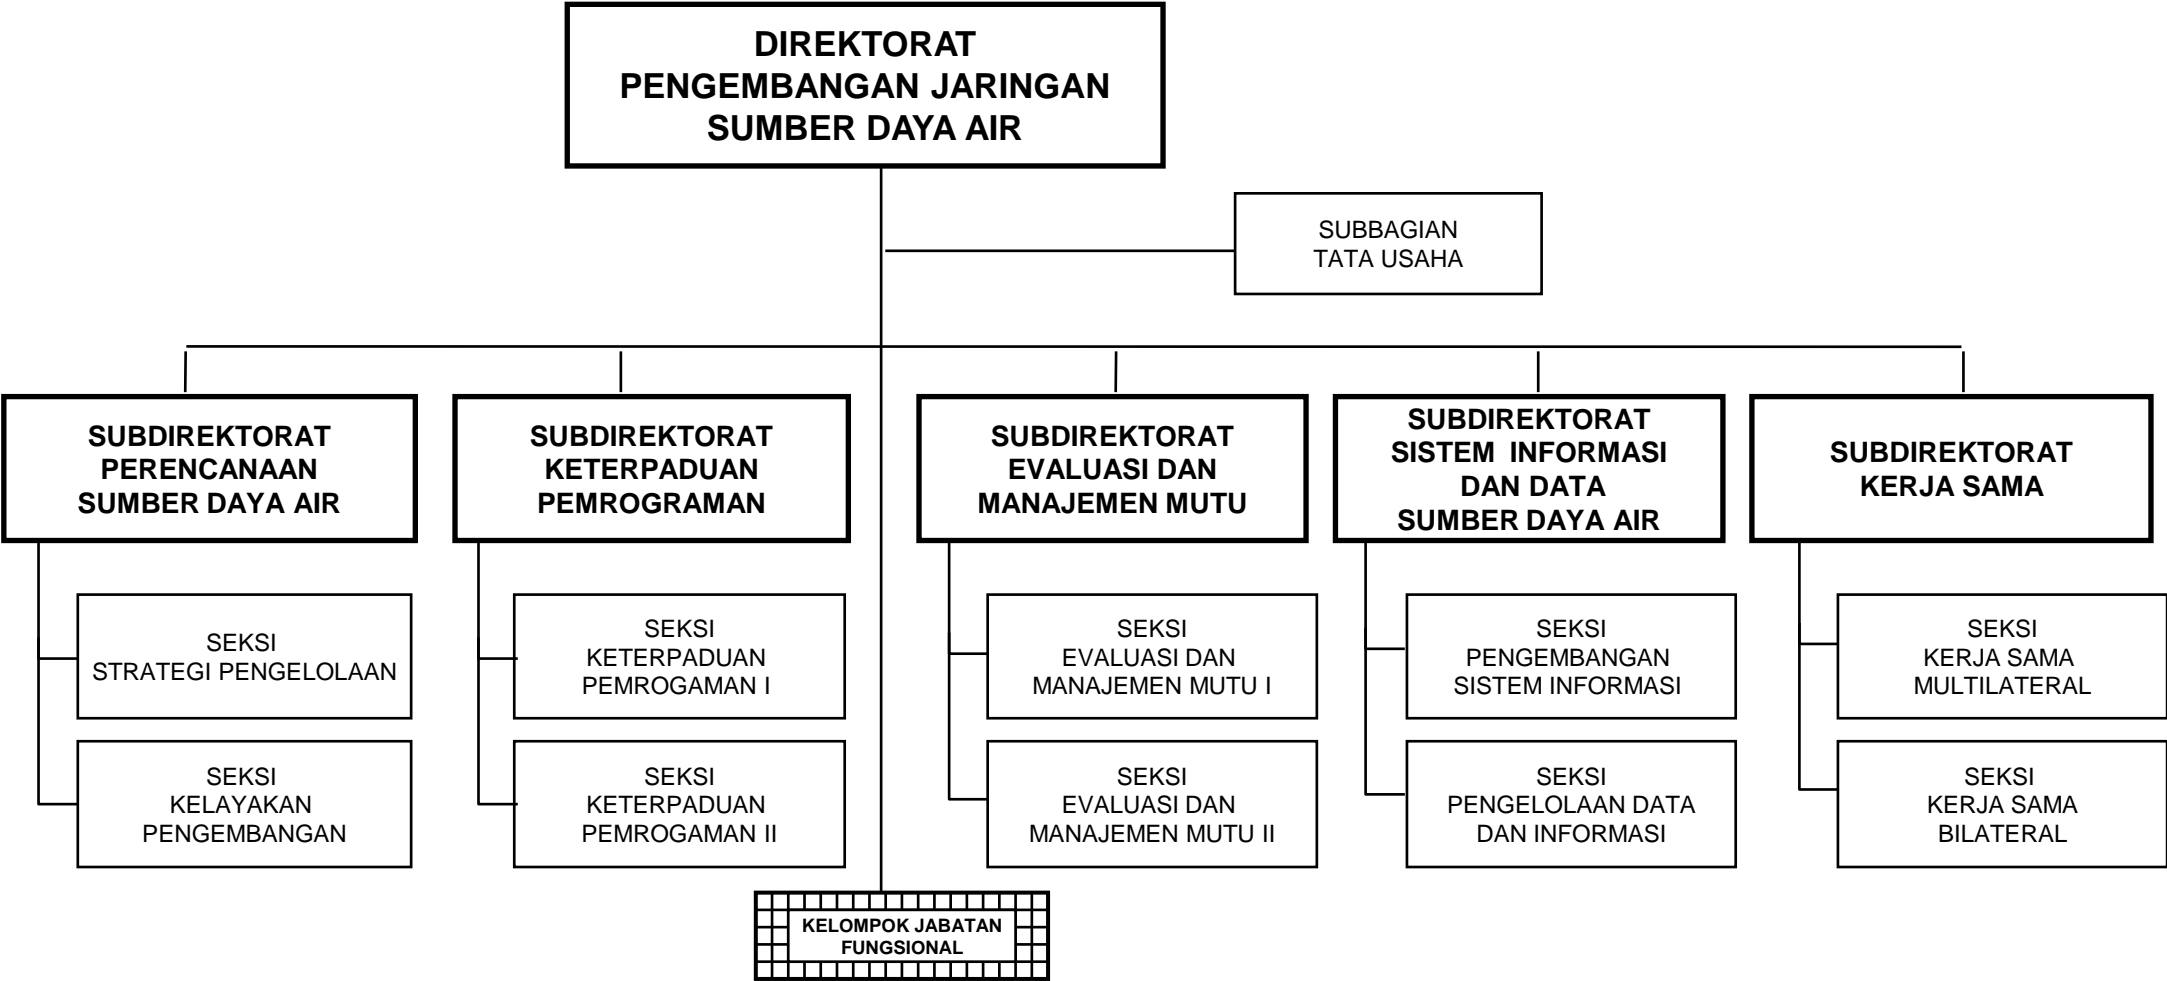 DIREKTORAT
PENGEMBANGAN JARINGAN
SUMBER DAYA AIR
SUBBAGIAN
TATA USAHA
SUBDIREKTORAT
PERENCANAAN
SUMBER DAYA AIR
SUBDIREKTORAT
KETERPADUAN
PEMROGRAMAN
SUBDIREKTORAT
EVALUASI DAN
MANAJEMEN MUTU
SUBDIREKTORAT
SISTEM INFORMASI
DAN DATA
SUMBER DAYA AIR
SUBDIREKTORAT
KERJA SAMA
SEKSI
STRATEGI PENGELOLAAN
SEKSI
KETERPADUAN
PEMROGAMAN I
SEKSI
EVALUASI DAN
MANAJEMEN MUTU I
SEKSI
PENGEMBANGAN
SISTEM INFORMASI
SEKSI
KERJA SAMA
MULTILATERAL
SEKSI
KELAYAKAN
PENGEMBANGAN
SEKSI
KETERPADUAN
PEMROGAMAN II
SEKSI
EVALUASI DAN
MANAJEMEN MUTU II
SEKSI
PENGELOLAAN DATA
DAN INFORMASI
SEKSI
KERJA SAMA
BILATERAL
KELOMPOK JABATAN
FUNGSIONAL